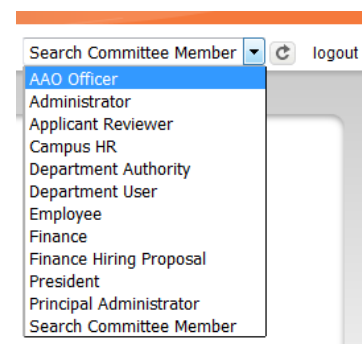 Search Committee Member logout
AAO Officer
Administrator
Applicant Reviewer
Campus HR
Department Authority
Department User
Employee
Finance
Finance Hiring Proposal
President
Principal Administrator
Search Committee Member